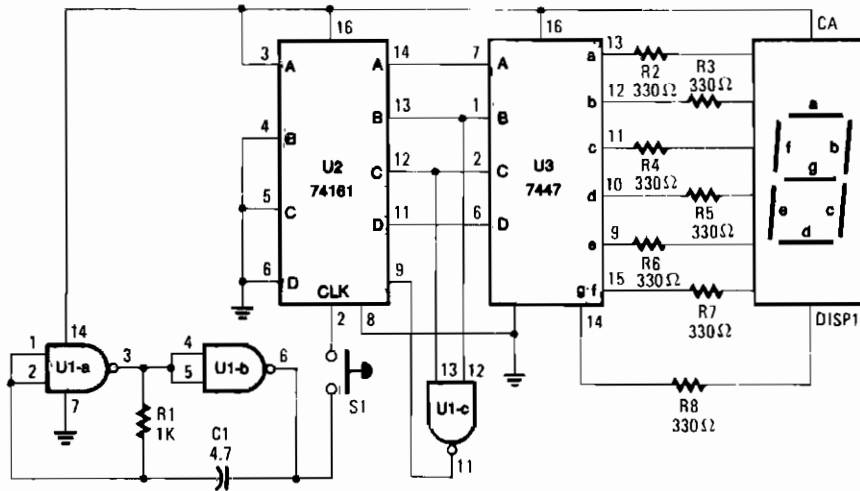 16
16
CA
3
A
A
14
7
A
a
13
R2
330Ω
R3
330Ω
B
13
1
B
b
12
a
4
B
U2
74161
C
12
2
C
U3
7447
c
11
R4
330Ω
f
b
g
5
C
D
11
6
D
d
10
R5
330Ω
e
c
d
9
e
9
R6
330Ω
6
D
CLK
g·f
15
R7
330Ω
DISP1
2
8
14
14
1
2
U1-a
3
4
5
U1-b
6
S1
13
12
U1-c
11
R8
330Ω
7
R1
1K
C1
4.7